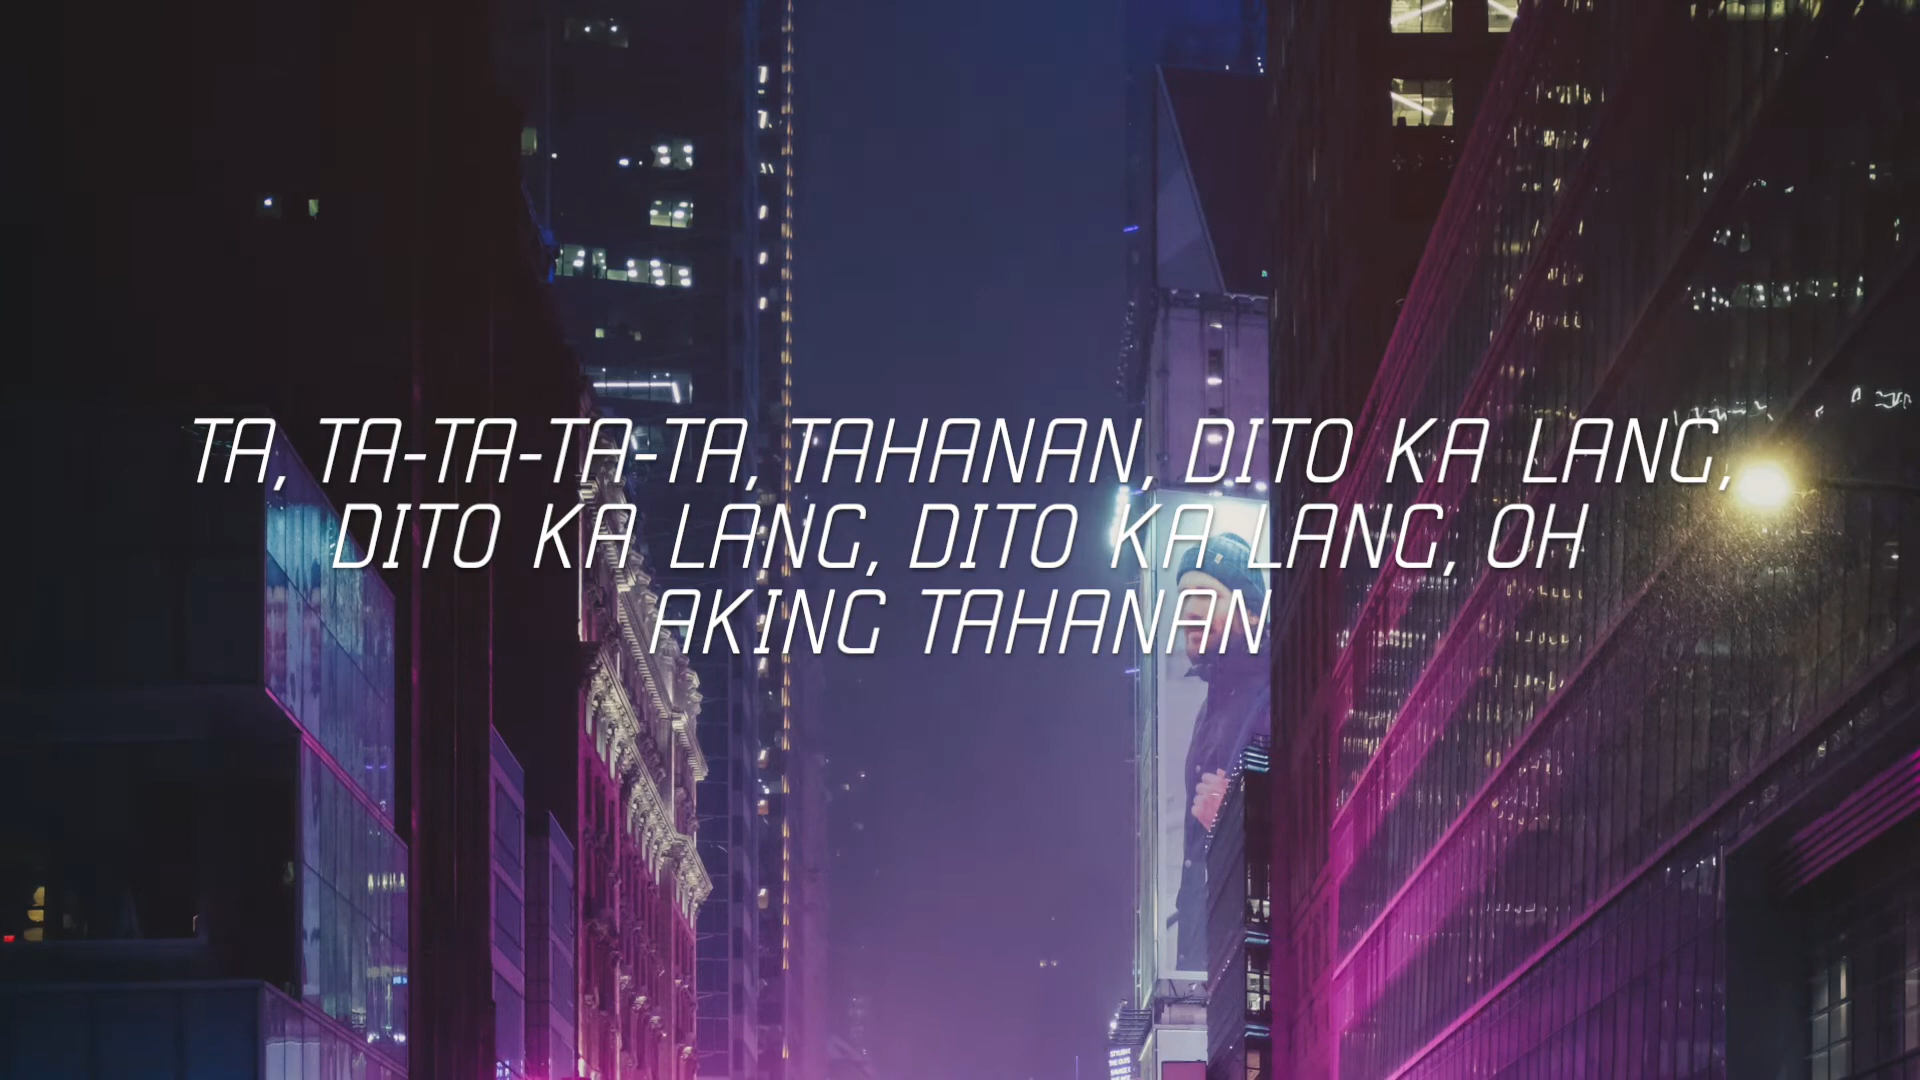 TA, TA-TA-TA-TA, TAHANAN, DITO KA LANG,
DITO KA LANG, DITO KA LANG, OH
AKING TAHANAN